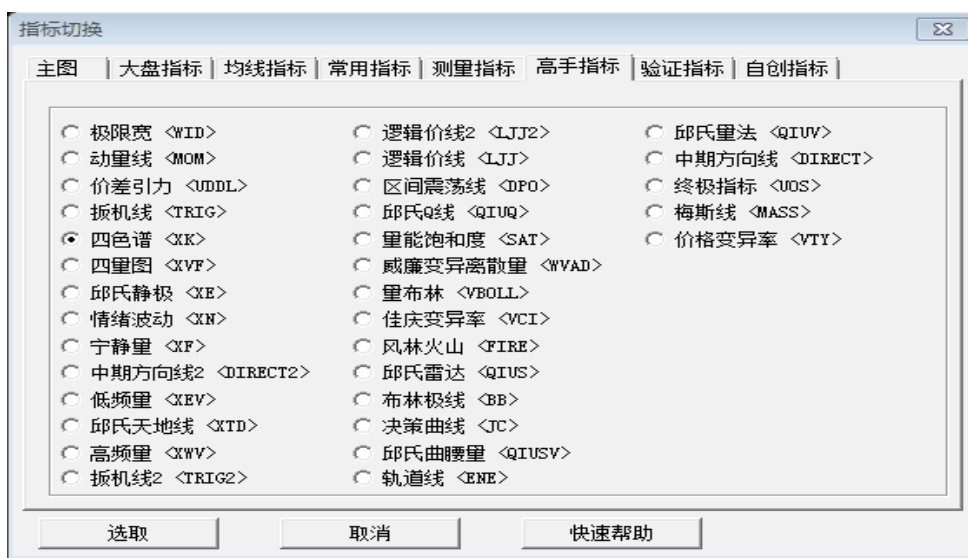 指标切换
主图 大盘指标 均线指标 常用指标 测量指标 高手指标 验证指标 自创指标
极限宽 <WID> 逻辑价线2 <LJJ2> 邱氏量法 <QIUV>
动量线 <MOM> 逻辑价线 <LJJ> 中期方向线 <DIRECT>
价差引力 <UDDL> 区间震荡线 <DPO> 终极指标 <UOS>
扳机线 <TRIG> 邱氏Q线 <QIUQ> 梅斯线 <MASS>
四色谱 <XK> 量能饱和度 <SAT> 价格变异率 <VTY>
四量图 <XVF> 威廉变异离散量 <WVAD>
邱氏静极 <XE> 量布林 <VBOLL>
情绪波动 <XN> 佳庆变异率 <VCI>
宁静量 <XF> 风林火山 <FIRE>
中期方向线2 <DIRECT2> 邱氏雷达 <QIUS>
低频量 <XEV> 布林极线 <BB>
邱氏天地线 <XTD> 决策曲线 <JC>
高频量 <XWV> 邱氏曲腰量 <QIUSV>
扳机线2 <TRIG2> 轨道线 <ENE>
选取 取消 快速帮助